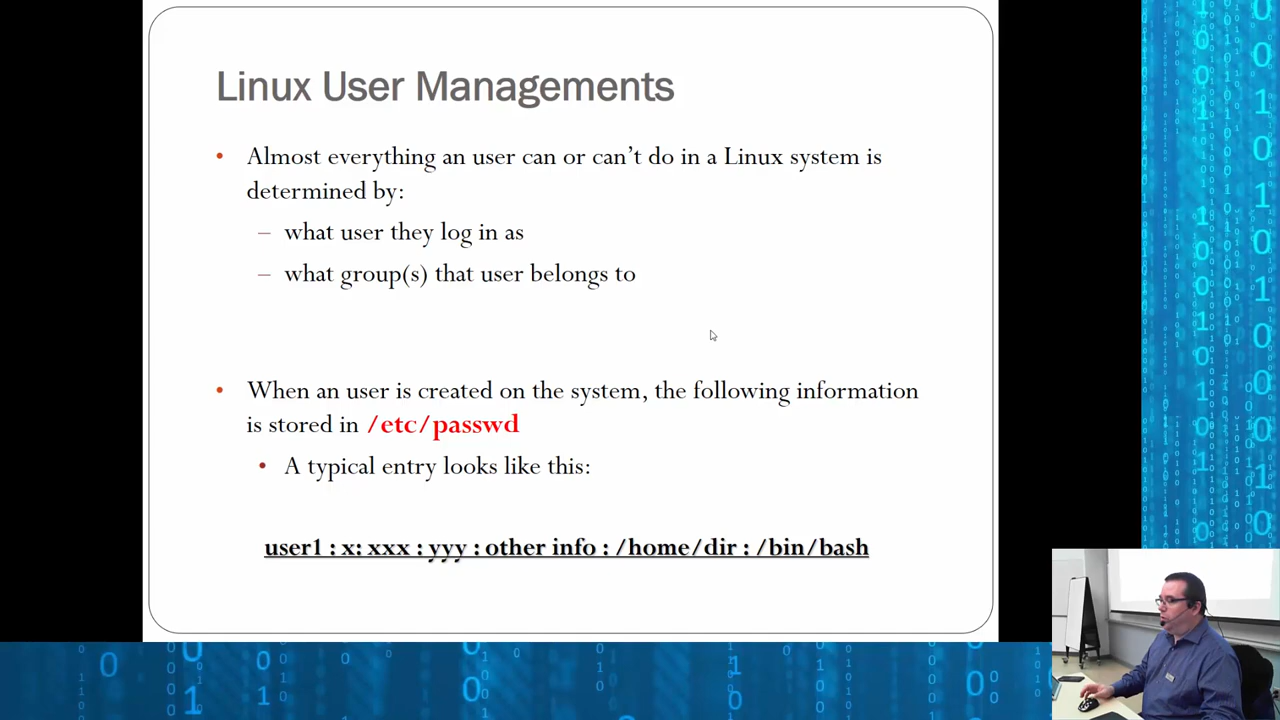 Linux User Managements
• Almost everything an user can or can't do in a Linux system is
determined by:
– what user they log in as
– what group(s) that user belongs to
• When an user is created on the system, the following information
is stored in /etc/passwd
• A typical entry looks like this:
user1 : x: xxx : yyy : other info : /home/dir : /bin/bash